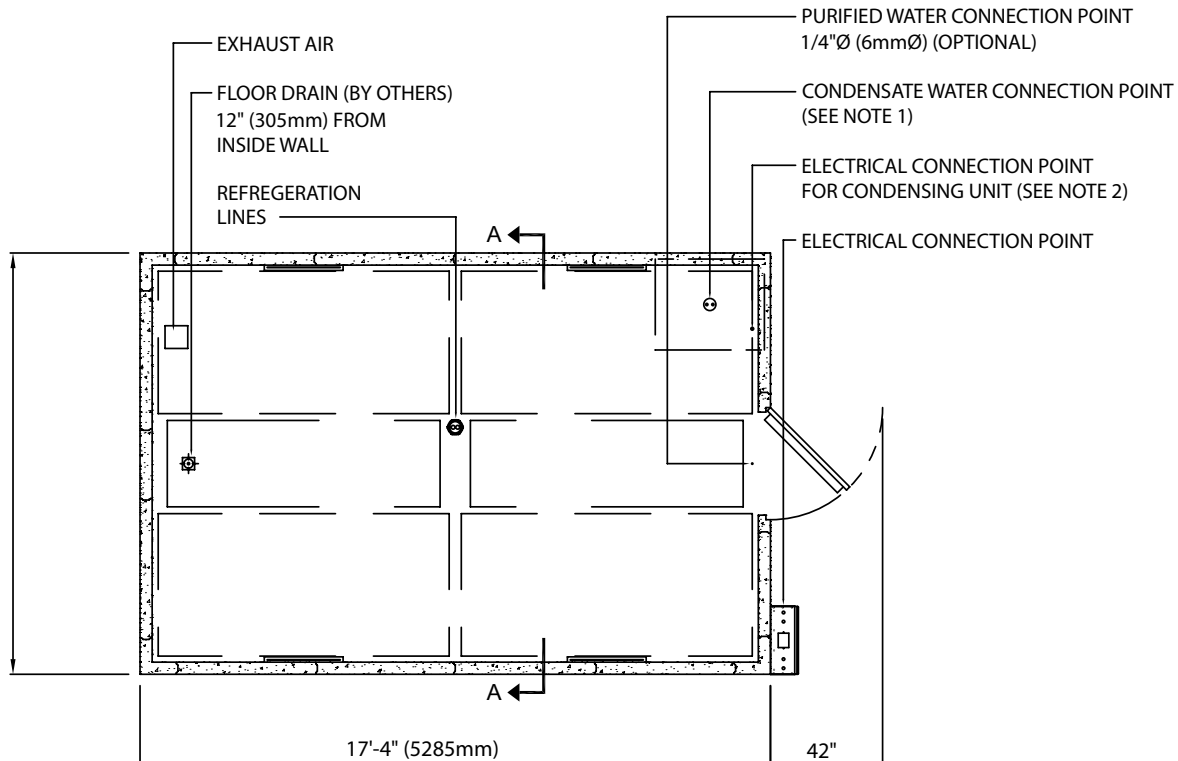 EXHAUST AIR
FLOOR DRAIN (BY OTHERS)
12" (305mm) FROM
INSIDE WALL
REFREGERATION
LINES
PURIFIED WATER CONNECTION POINT
1/4"Ø (6mmØ) (OPTIONAL)
CONDENSATE WATER CONNECTION POINT
(SEE NOTE 1)
ELECTRICAL CONNECTION POINT
FOR CONDENSING UNIT (SEE NOTE 2)
ELECTRICAL CONNECTION POINT
A
A
17'-4" (5285mm)
42"